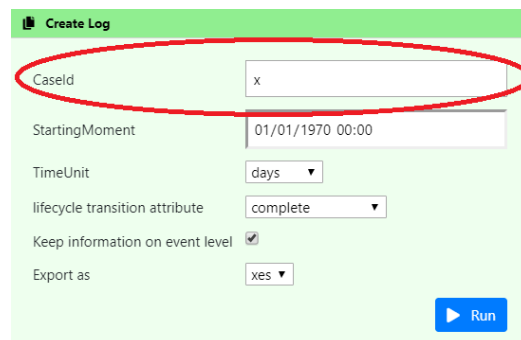 Create Log
CaseId x
StartingMoment 01/01/1970 00:00
TimeUnit days
lifecycle transition attribute complete
Keep information on event level
Export as xes
Run